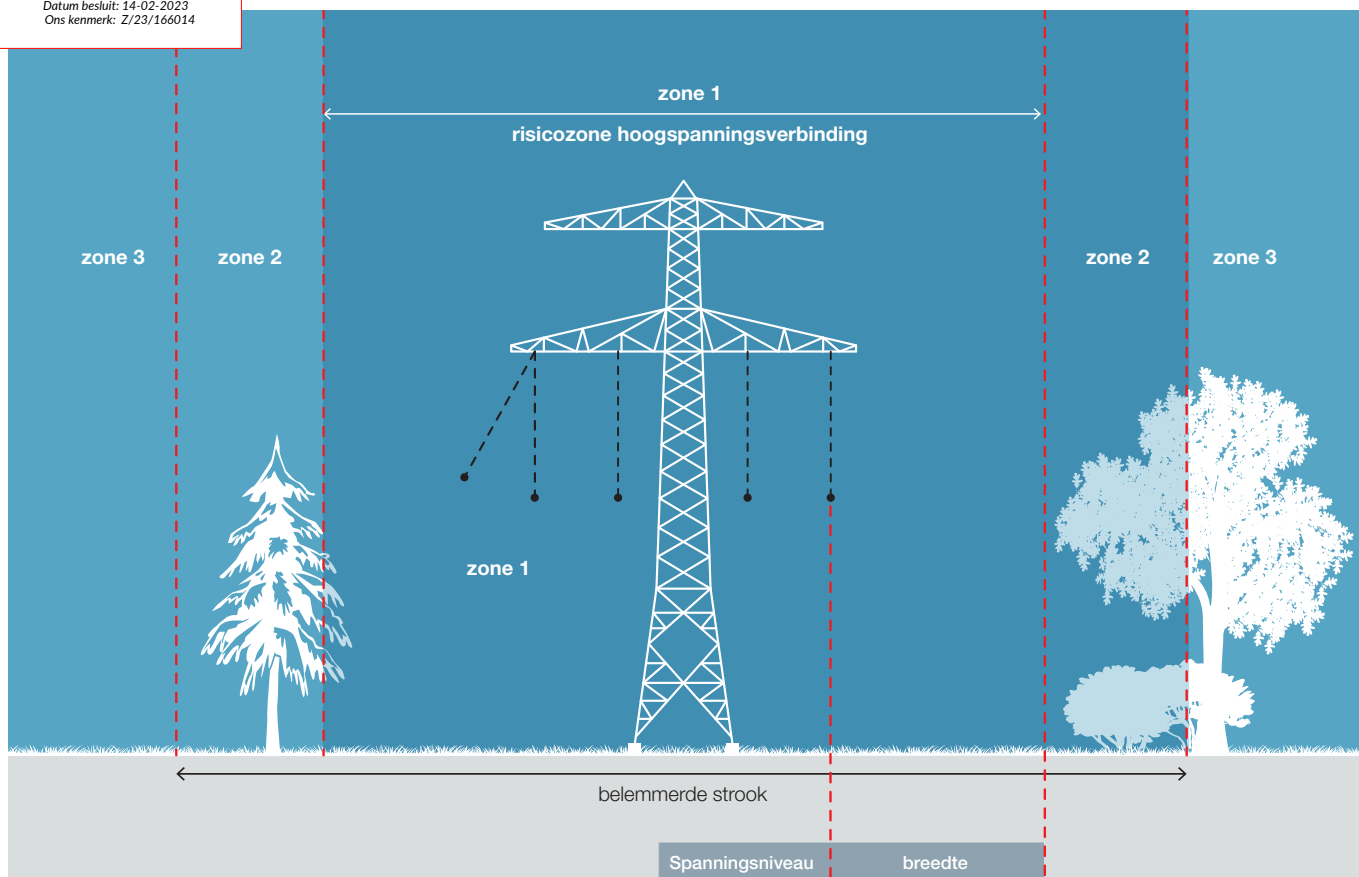 Datum besluit: 14-02-2023
Ons kenmerk: Z/23/166014
zone 1
risicozone hoogspanningsverbinding
zone 3
zone 2
zone 2
zone 3
zone 1
belemmerde strook
Spanningsniveau
breedte